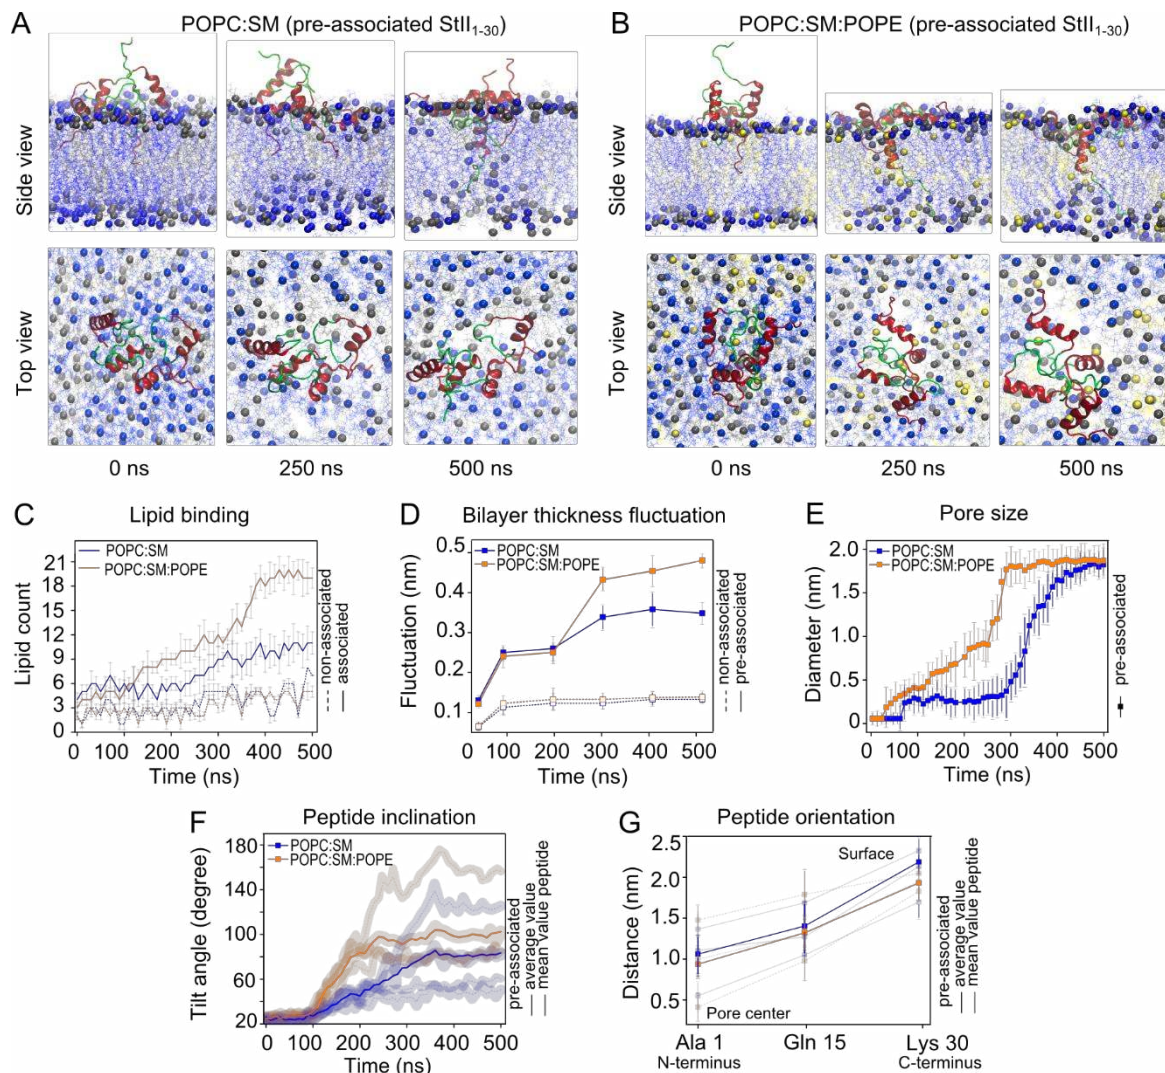 A
POPC:SM (pre-associated StII1-30)
B
POPC:SM:POPE (pre-associated StII1-30)
Side view
Side view
Top view
Top view
0 ns
250 ns
500 ns
0 ns
250 ns
500 ns
C
Lipid binding
POPC:SM
POPC:SM:POPE
21
18
15
12
9
6
3
0
Lipid count
0 100 200 300 400 500
Time (ns)
non-associated
associated
D
Bilayer thickness fluctuation
POPC:SM
POPC:SM:POPE
0.5
0.4
0.3
0.2
0.1
Fluctuation (nm)
0 100 200 300 400 500
Time (ns)
non-associated
pre-associated
E
Pore size
POPC:SM
POPC:SM:POPE
2.0
1.5
1.0
0.5
0
Diameter (nm)
0 100 200 300 400 500
Time (ns)
pre-associated
F
Peptide inclination
POPC:SM
POPC:SM:POPE
180
140
100
60
20
Tilt angle (degree)
0 100 200 300 400 500
Time (ns)
pre-associated
average value
mean value peptide
G
Peptide orientation
2.5
2.0
1.5
1.0
0.5
Distance (nm)
Surface
Pore center
Ala 1
N-terminus
Gln 15
Lys 30
C-terminus
pre-associated
average value
mean value peptide